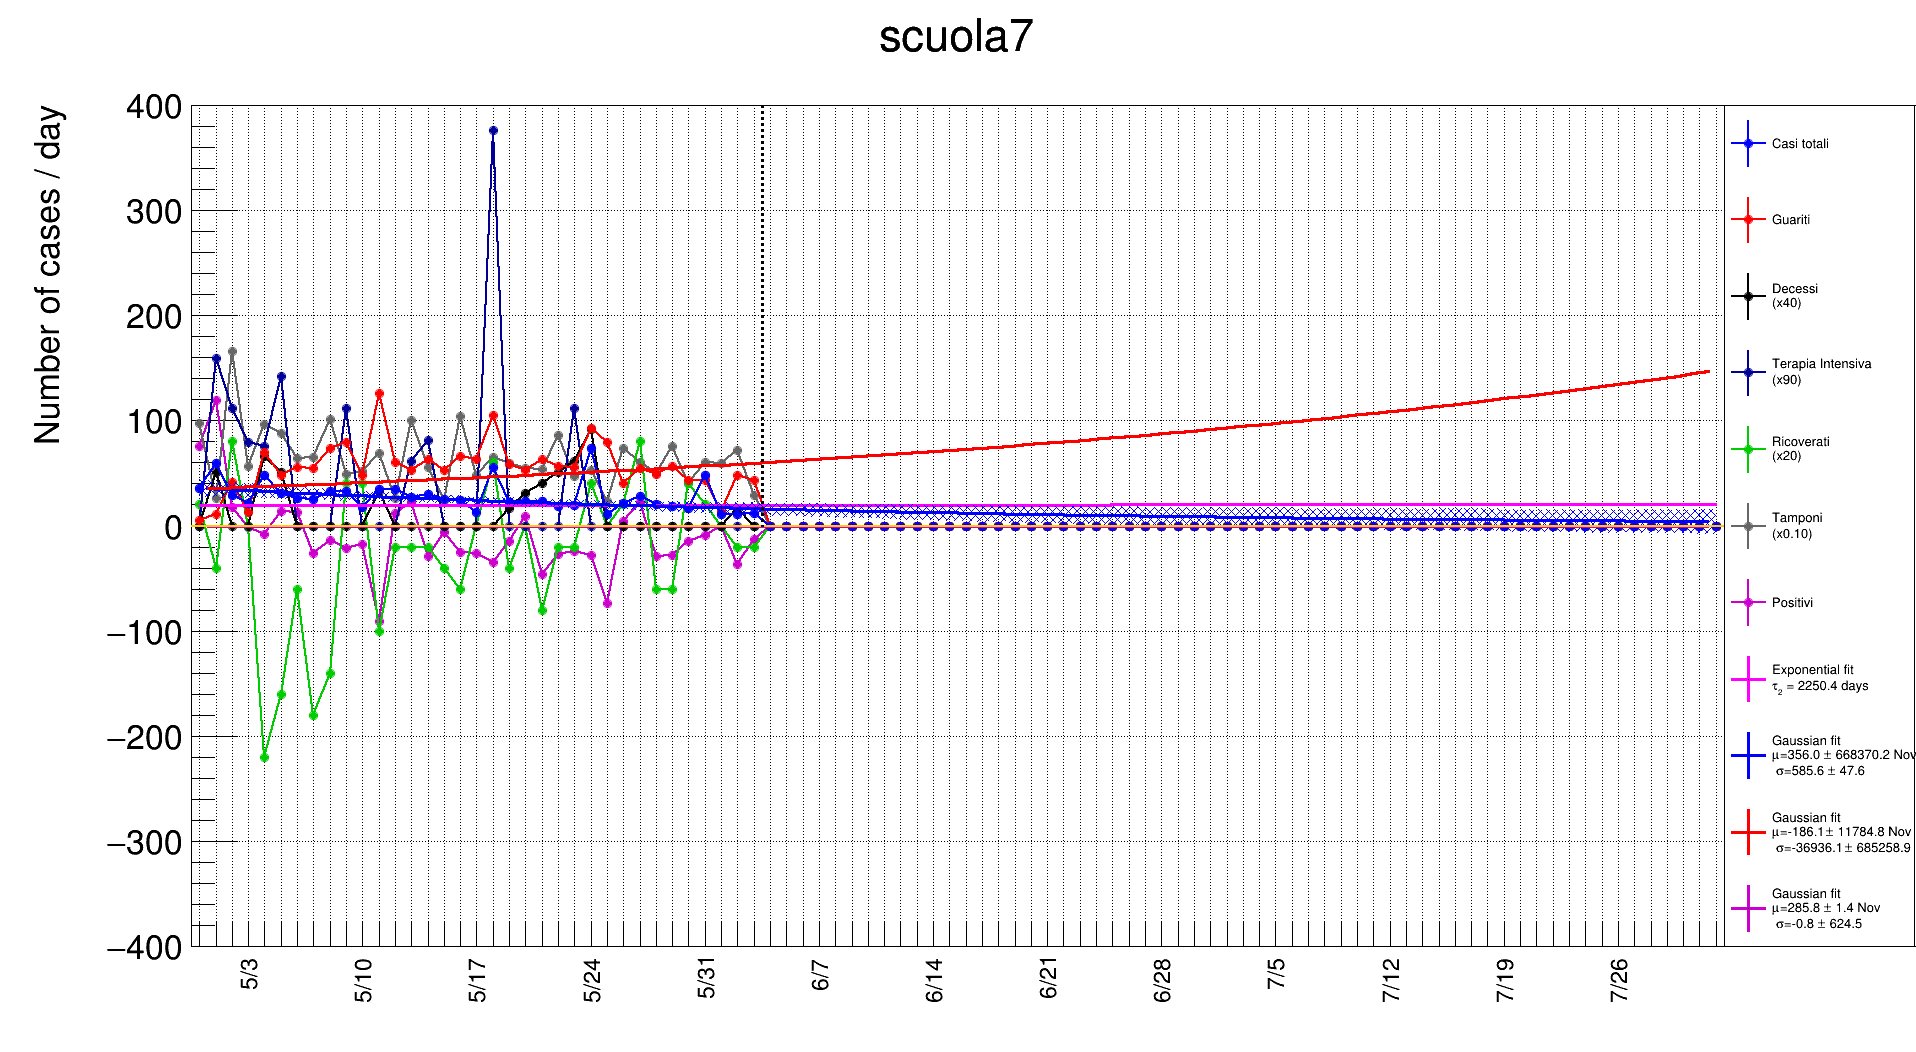 scuola7
Number of cases / day
400
300
200
100
0
−100
−200
−300
−400
5/3
5/10
5/17
5/24
5/31
6/7
6/14
6/21
6/28
7/5
7/12
7/19
7/26
Casi totali
Guariti
Decessi
(x40)
Terapia Intensiva
(x90)
Ricoverati
(x20)
Tamponi
(x0.10)
Positivi
Exponential fit
τ₂ = 2250.4 days
Gaussian fit
μ=356.0 ± 668370.2 Nov
σ=585.6 ± 47.6
Gaussian fit
μ=-186.1 ± 11784.8 Nov
σ=-36936.1 ± 685258.9
Gaussian fit
μ=285.8 ± 1.4 Nov
σ=-0.8 ± 624.5